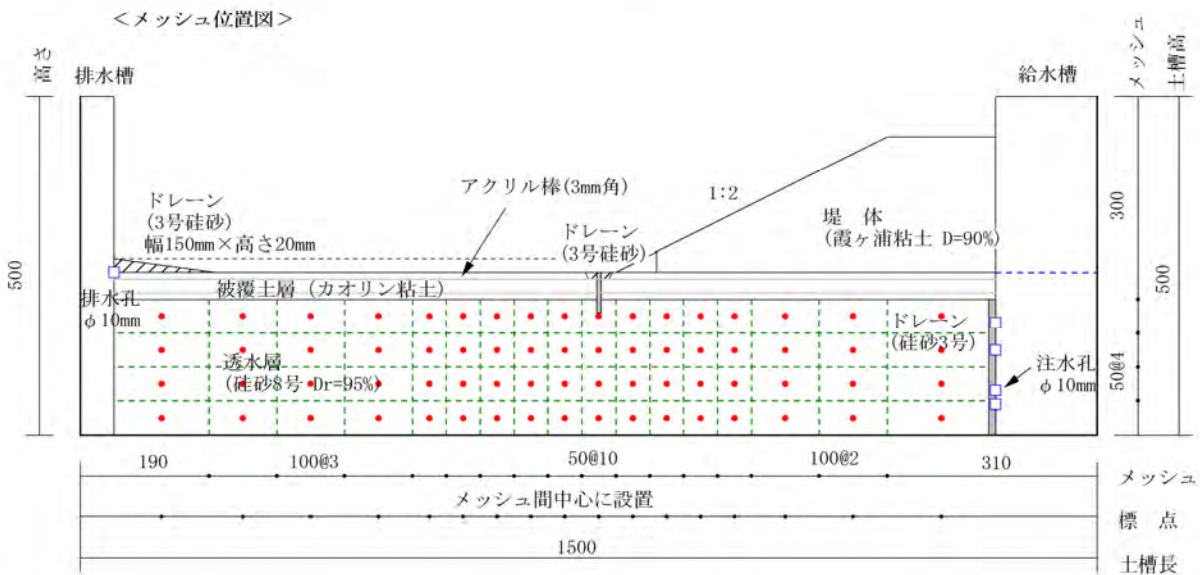 <メッシュ位置図>
高さ
排水槽
給水槽
メッシュ
土槽高
500
ドレーン
(3号硅砂)
幅150mm×高さ20mm
アクリル棒(3mm角)
ドレーン
(3号硅砂)
1:2
堤 体
(霞ヶ浦粘土 D=90%)
300
500
被覆土層 (カオリン粘土)
排水孔
φ10mm
透水層
(硅砂8号 Dr=95%)
ドレーン
(硅砂3号)
注水孔
φ10mm
50@4
190
100@3
50@10
100@2
310
メッシュ
メッシュ間中心に設置
標 点
1500
土槽長